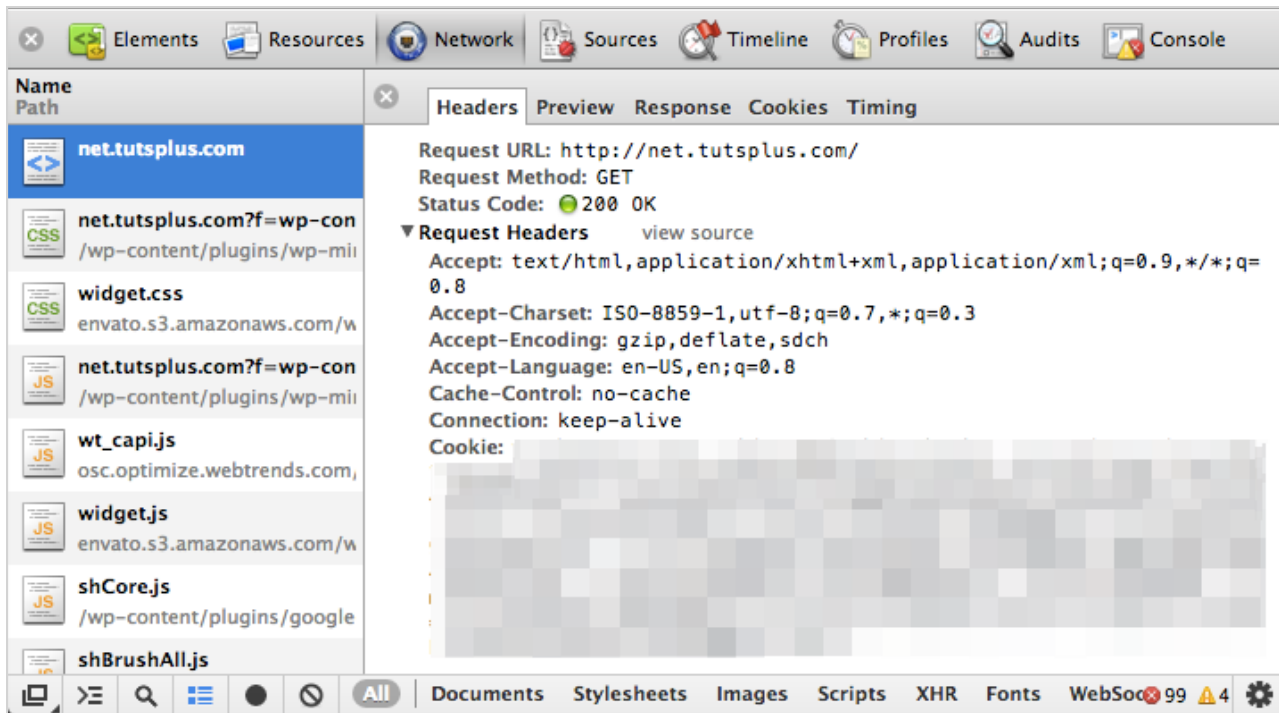 Elements Resources Network Sources Timeline Profiles Audits Console
Name
Path
net.tutsplus.com
net.tutsplus.com?f=wp-con
/wp-content/plugins/wp-mi
widget.css
envato.s3.amazonaws.com/w
net.tutsplus.com?f=wp-con
/wp-content/plugins/wp-mi
wt_capi.js
osc.optimize.webtrends.com/
widget.js
envato.s3.amazonaws.com/w
shCore.js
/wp-content/plugins/google
shBrushAll.js
Headers Preview Response Cookies Timing
Request URL: http://net.tutsplus.com/
Request Method: GET
Status Code: 200 OK
Request Headers view source
Accept: text/html,application/xhtml+xml,application/xml;q=0.9,*/*;q=
0.8
Accept-Charset: ISO-8859-1,utf-8;q=0.7,*;q=0.3
Accept-Encoding: gzip,deflate,sdch
Accept-Language: en-US,en;q=0.8
Cache-Control: no-cache
Connection: keep-alive
Cookie:
All Documents Stylesheets Images Scripts XHR Fonts WebSoc 99 4